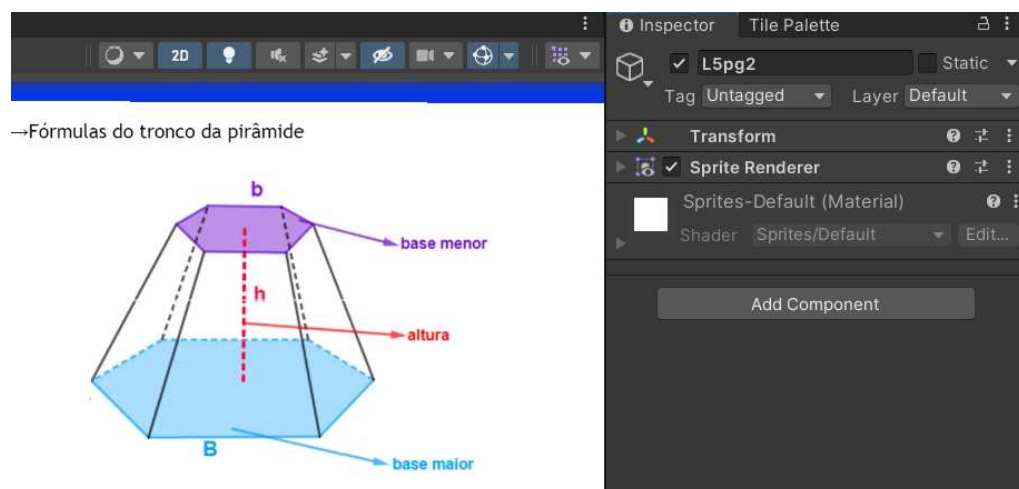 2D
→Fórmulas do tronco da pirâmide
b
base menor
h
altura
B
base maior
Inspector Tile Palette
L5pg2 Static
Tag Untagged Layer Default
Transform
Sprite Renderer
Sprites-Default (Material)
Shader Sprites/Default Edit...
Add Component